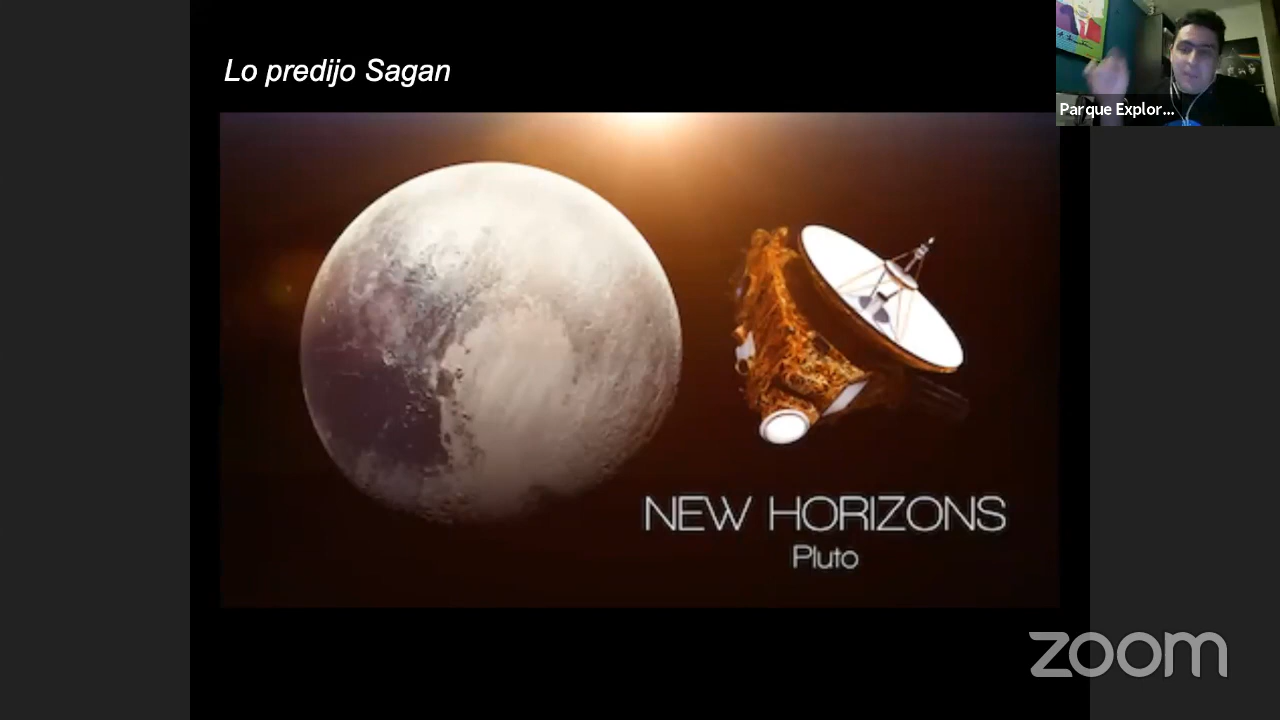 Lo predijo Sagan
Parque Explor...
NEW HORIZONS
Pluto
zoom